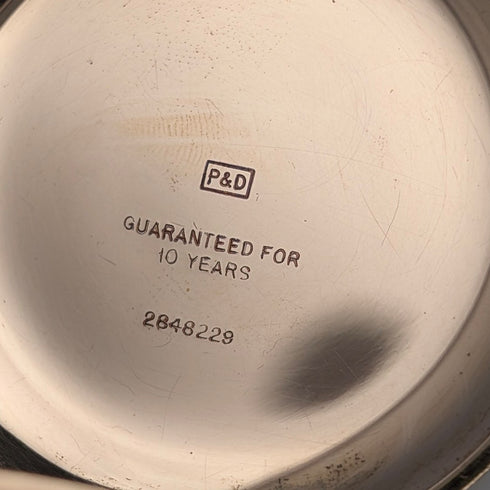 P&D
GUARANTEED FOR
10 YEARS
2848229